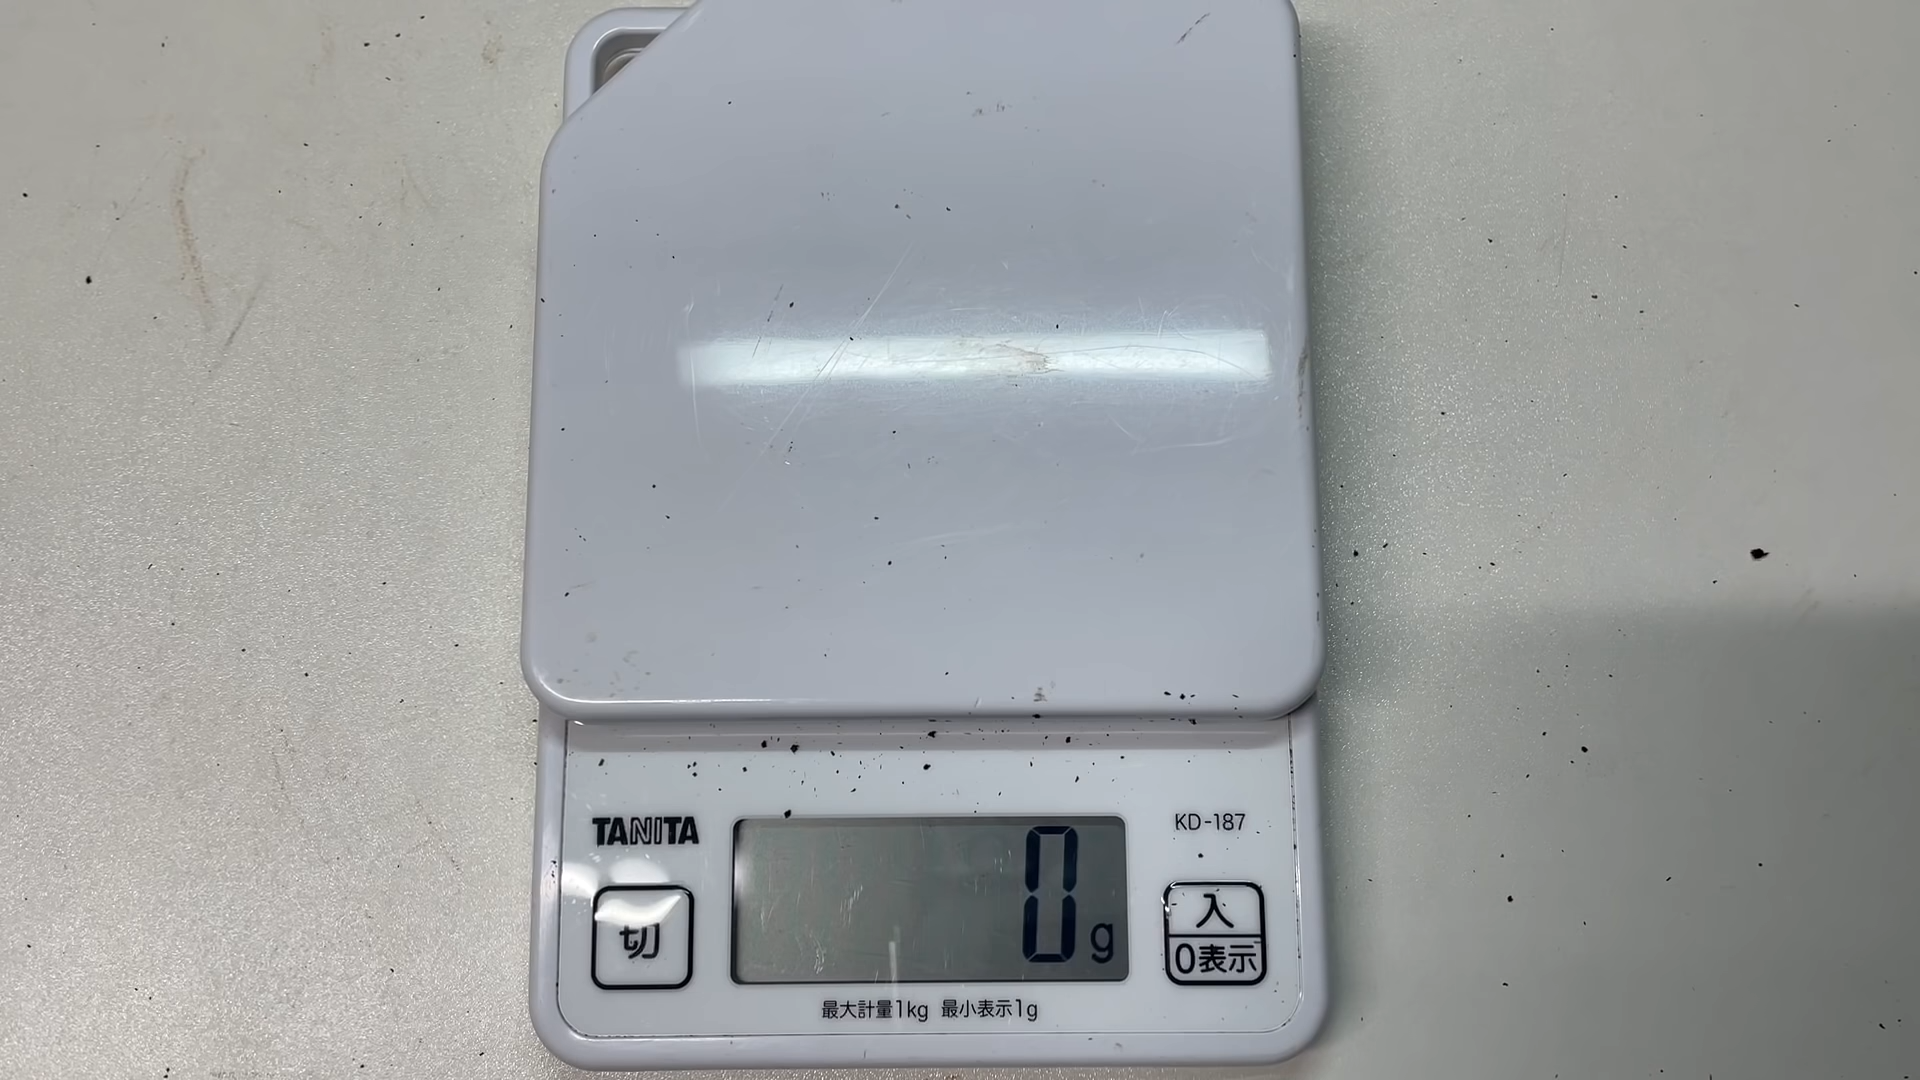 TANITA
KD-187
切
0g
入
0表示
最大計量1kg 最小表示1g